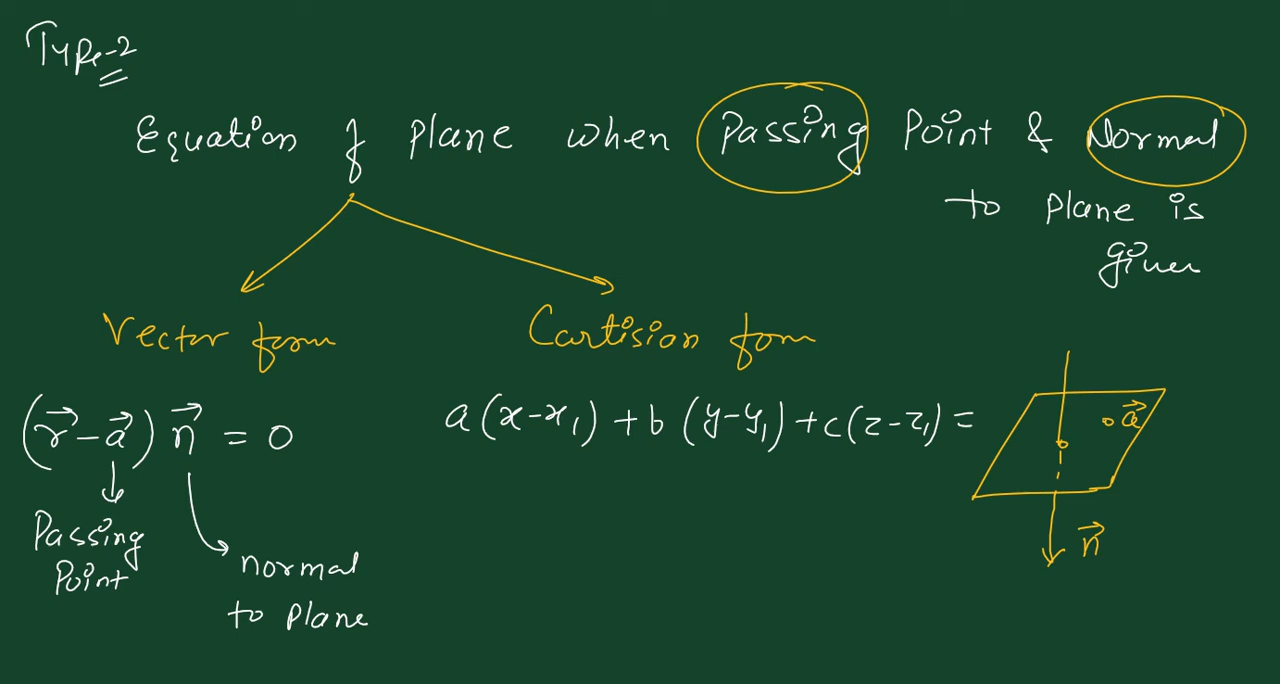 Type-2
Equation of plane when Passing Point & Normal
to plane is
given
Vector form
Cartision form
(r⃗-a⃗) n⃗ = 0
a(x-x₁)+b(y-y₁)+c(z-z₁)=
a⃗
Passing
Point
n⃗
normal
to plane